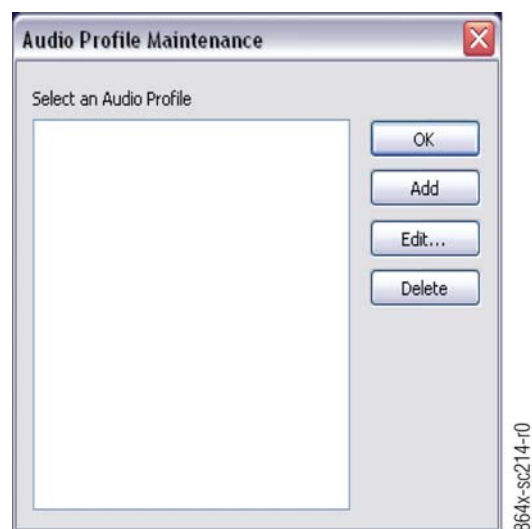 Audio Profile Maintenance
Select an Audio Profile
OK
Add
Edit...
Delete
364x-sc214-r0